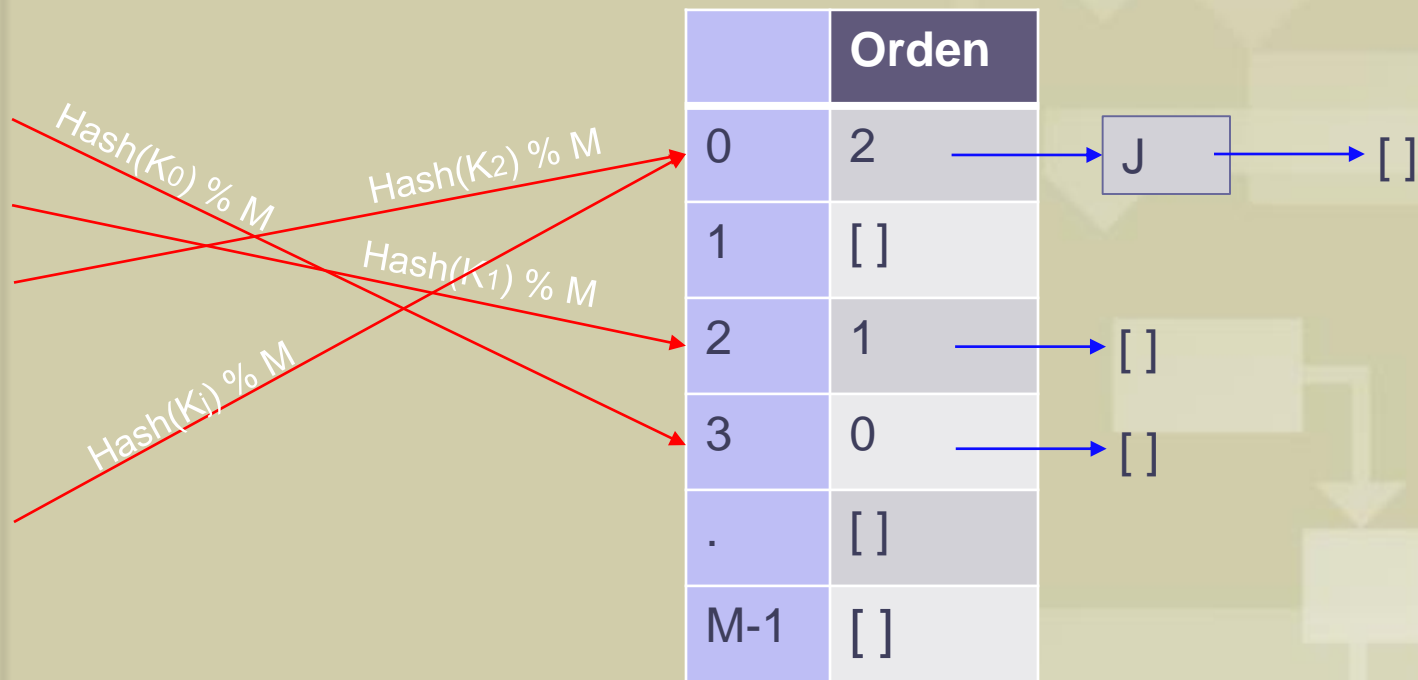 Orden
Hash(K0) % M
Hash(K2) % M
Hash(K1) % M
Hash(Kj) % M
0 2 J [ ]
1 [ ]
2 1 [ ]
3 0 [ ]
. [ ]
M-1 [ ]